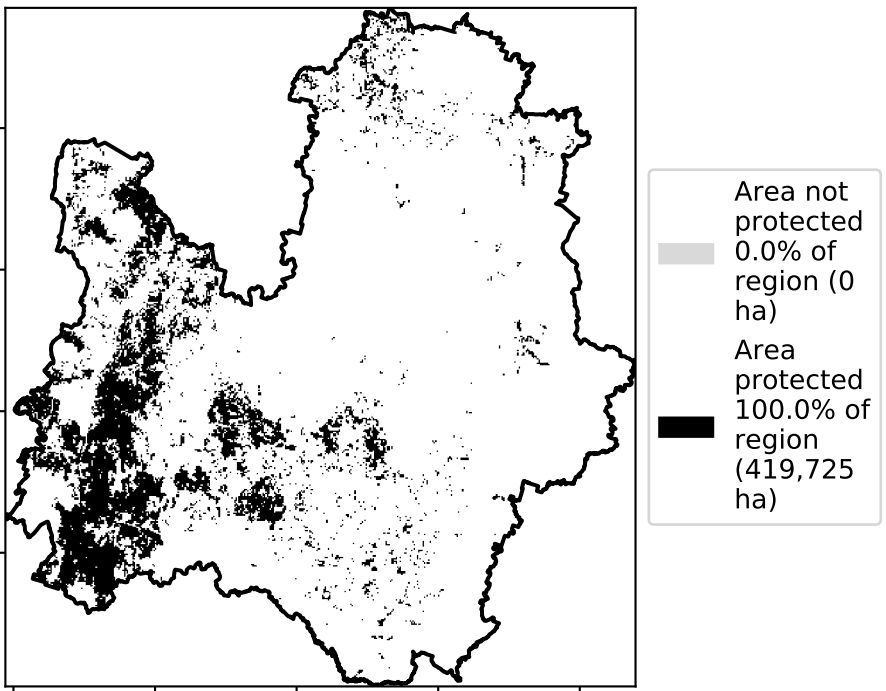 Area not
protected
0.0% of
region (0
ha)
Area
protected
100.0% of
region
(419,725
ha)